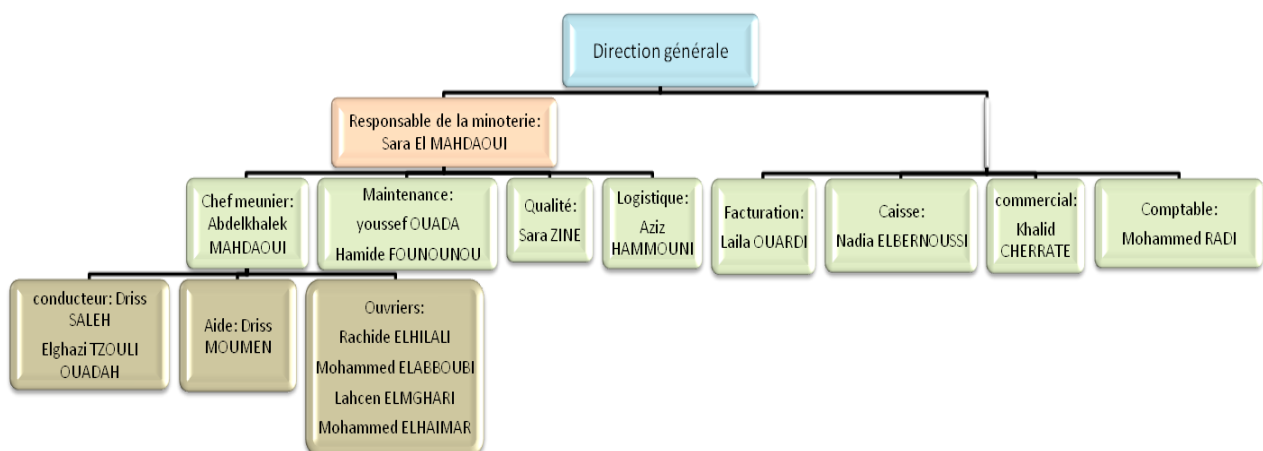 Direction générale
Responsable de la minoterie:
Sara El MAHDAOUI
Chef meunier:
Abdelkhalek
MAHDAOUI
Maintenance:
youssef OUADA
Hamide FOUNOUNOU
Qualité:
Sara ZINE
Logistique:
Aziz
HAMMOUNI
Facturation:
Laila OUARDI
Caisse:
Nadia ELBERNOUSSI
commercial:
Khalid
CHERRATE
Comptable:
Mohammed RADI
conducteur: Driss
SALEH
Elghazi TZOULI
OUADAH
Aide: Driss
MOUMEN
Ouvriers:
Rachide ELHILALI
Mohammed ELABBOUBI
Lahcen ELMGHARI
Mohammed ELHAIMAR